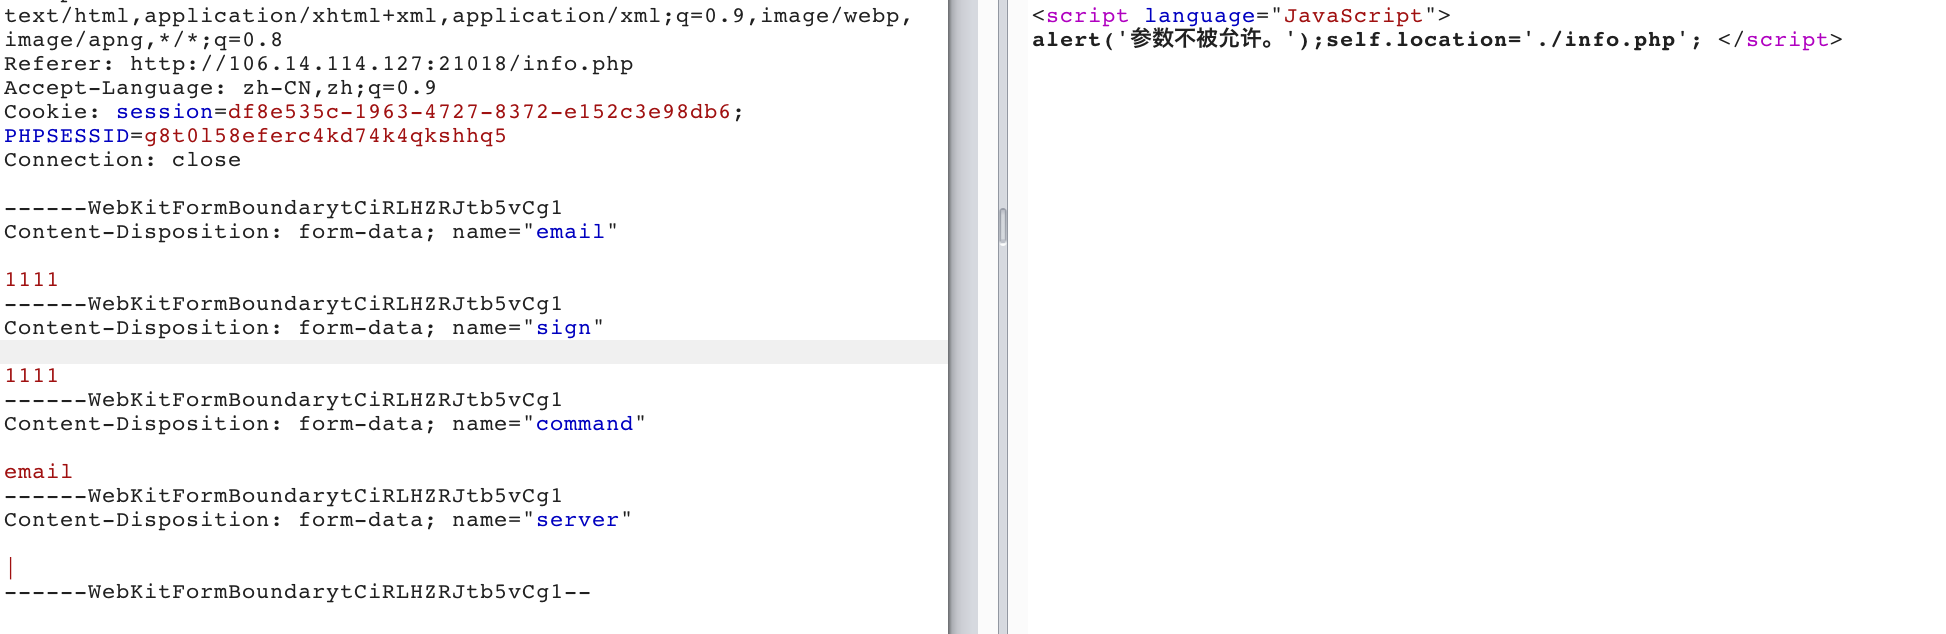 text/html,application/xhtml+xml,application/xml;q=0.9,image/webp,
image/apng,*/*;q=0.8
Referer: http://106.14.114.127:21018/info.php
Accept-Language: zh-CN,zh;q=0.9
Cookie: session=df8e535c-1963-4727-8372-e152c3e98db6;
PHPSESSID=g8t0l58eferc4kd74k4qkshhq5
Connection: close
------WebKitFormBoundarytCiRLHZRJtb5vCg1
Content-Disposition: form-data; name="email"
1111
------WebKitFormBoundarytCiRLHZRJtb5vCg1
Content-Disposition: form-data; name="sign"
1111
------WebKitFormBoundarytCiRLHZRJtb5vCg1
Content-Disposition: form-data; name="command"
email
------WebKitFormBoundarytCiRLHZRJtb5vCg1
Content-Disposition: form-data; name="server"
|
------WebKitFormBoundarytCiRLHZRJtb5vCg1--
<script language="JavaScript">
alert('参数不被允许。');self.location='./info.php'; </script>